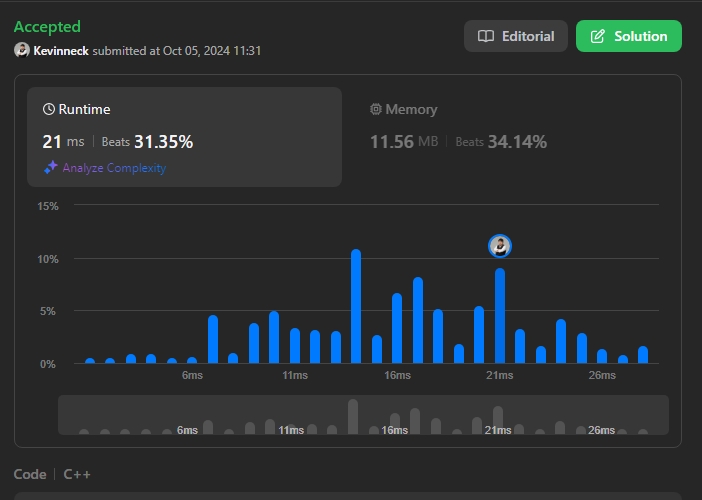 Accepted
Kevinneck submitted at Oct 05, 2024 11:31
Editorial
Solution
Runtime
21 ms | Beats 31.35%
Analyze Complexity
Memory
11.56 MB | Beats 34.14%
15%
10%
5%
0%
6ms 11ms 16ms 21ms 26ms
6ms 11ms 16ms 21ms 26ms
Code | C++